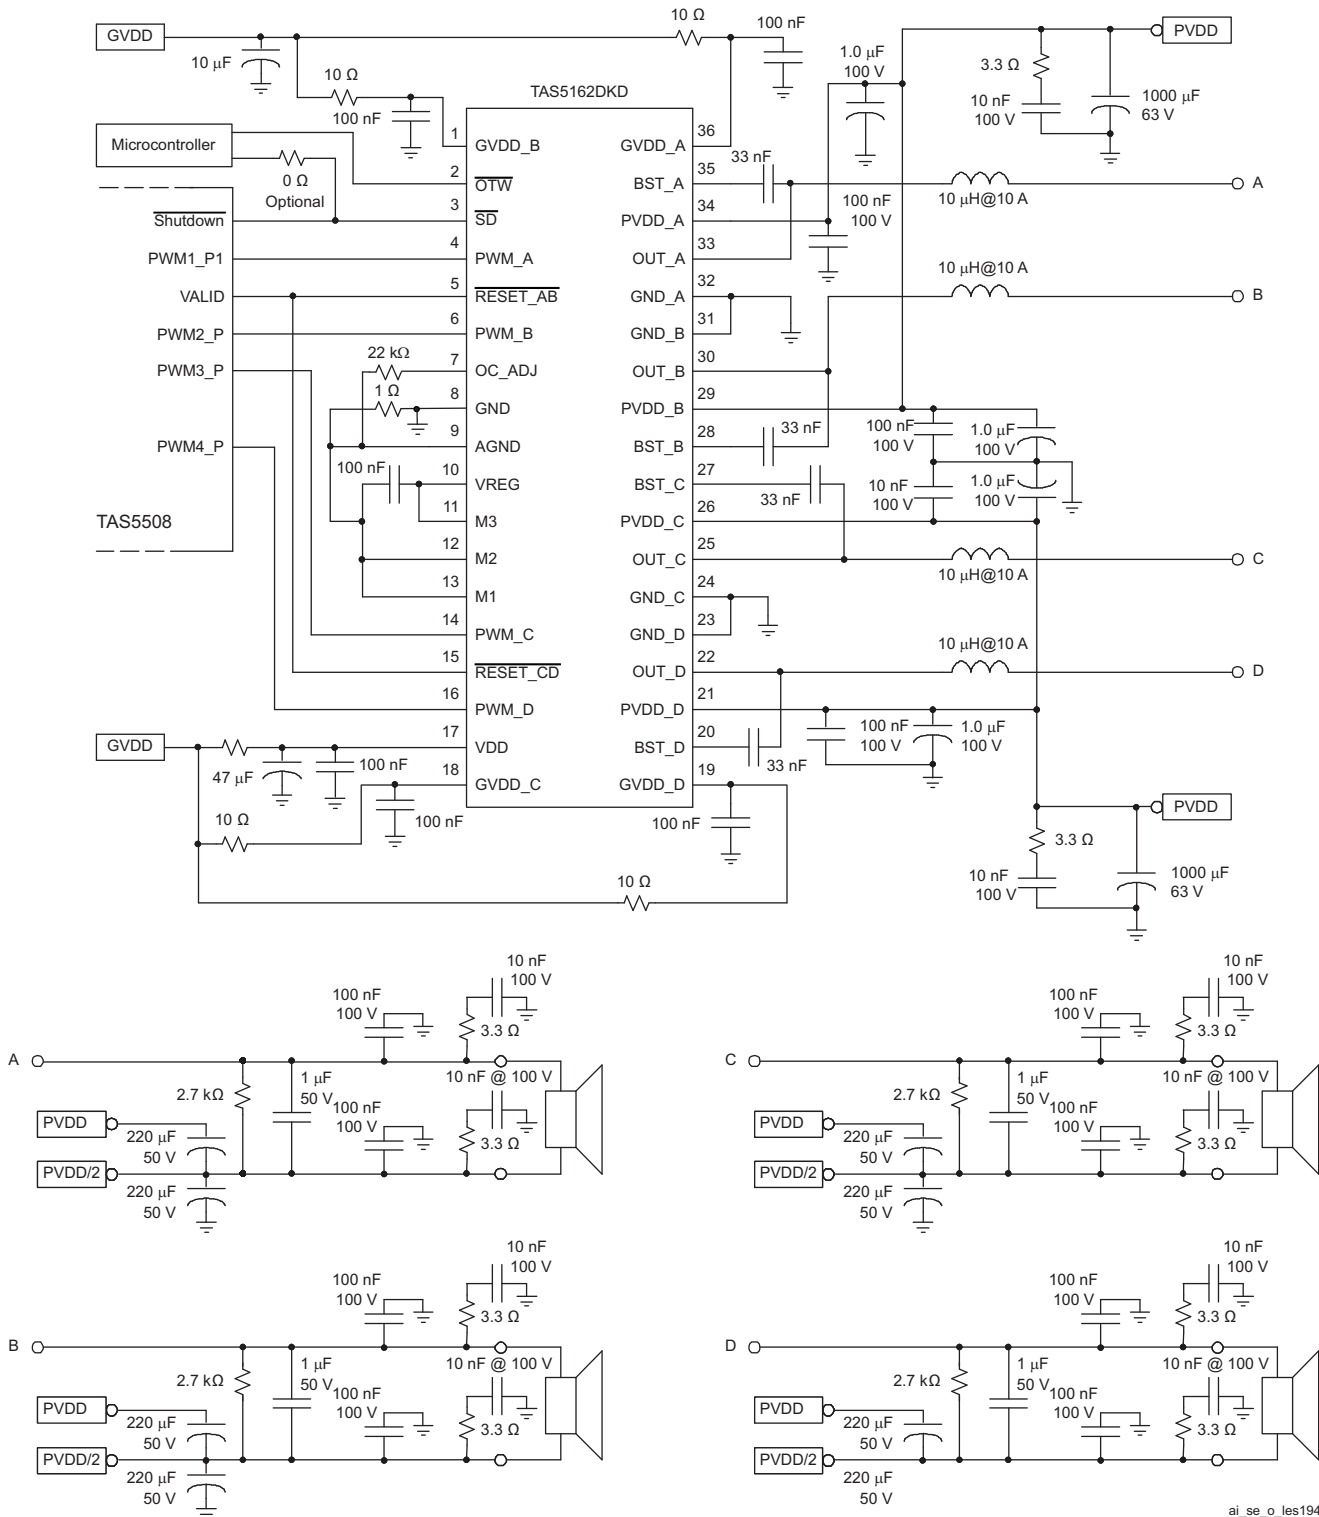 GVDD
10 μF
10 Ω
100 nF
10 Ω
100 nF
1.0 μF
100 V
PVDD
3.3 Ω
10 nF
100 V
1000 μF
63 V
TAS5162DKD
Microcontroller
0 Ω
Optional
Shutdown
PWM1_P1
VALID
PWM2_P
PWM3_P
PWM4_P
TAS5508
1
GVDD_B
2
OTW
3
SD
4
PWM_A
5
RESET_AB
6
PWM_B
22 kΩ
7
OC_ADJ
1 Ω
8
GND
9
AGND
100 nF
10
VREG
11
M3
12
M2
13
M1
14
PWM_C
15
RESET_CD
16
PWM_D
17
VDD
18
GVDD_C
36
GVDD_A
35
BST_A
34
PVDD_A
33
OUT_A
32
GND_A
31
GND_B
30
OUT_B
29
PVDD_B
28
BST_B
27
BST_C
26
PVDD_C
25
OUT_C
24
GND_C
23
GND_D
22
OUT_D
21
PVDD_D
20
BST_D
19
GVDD_D
33 nF
100 nF
100 V
10 μH@10 A
A
10 μH@10 A
B
33 nF
33 nF
100 nF
100 V
1.0 μF
100 V
10 nF
100 V
1.0 μF
100 V
10 μH@10 A
C
10 μH@10 A
D
100 nF
100 V
1.0 μF
100 V
33 nF
GVDD
47 μF
100 nF
10 Ω
100 nF
100 nF
10 Ω
PVDD
3.3 Ω
10 nF
100 V
1000 μF
63 V
A
100 nF
100 V
10 nF
100 V
3.3 Ω
2.7 kΩ
1 μF
50 V
100 nF
100 V
10 nF @ 100 V
3.3 Ω
PVDD
220 μF
50 V
PVDD/2
220 μF
50 V
C
100 nF
100 V
10 nF
100 V
3.3 Ω
2.7 kΩ
1 μF
50 V
100 nF
100 V
10 nF @ 100 V
3.3 Ω
PVDD
220 μF
50 V
PVDD/2
220 μF
50 V
B
100 nF
100 V
10 nF
100 V
3.3 Ω
2.7 kΩ
1 μF
50 V
100 nF
100 V
10 nF @ 100 V
3.3 Ω
PVDD
220 μF
50 V
PVDD/2
220 μF
50 V
D
100 nF
100 V
10 nF
100 V
3.3 Ω
2.7 kΩ
1 μF
50 V
100 nF
100 V
10 nF @ 100 V
3.3 Ω
PVDD
220 μF
50 V
PVDD/2
220 μF
50 V
ai_se_o_les194